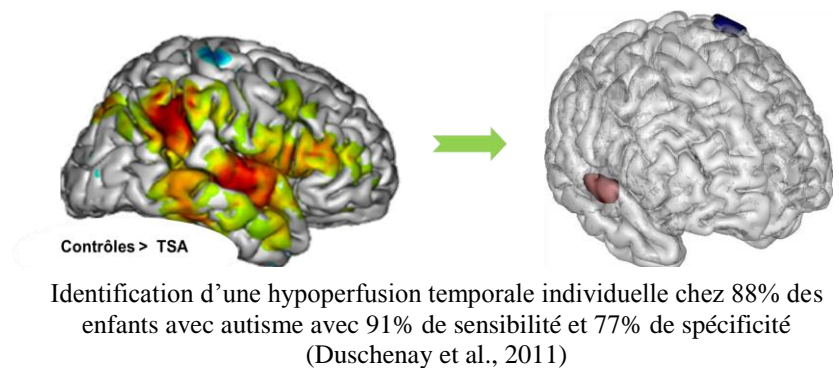 Contrôles > TSA
Identification d'une hypoperfusion temporale individuelle chez 88% des
enfants avec autisme avec 91% de sensibilité et 77% de spécificité
(Duschenay et al., 2011)